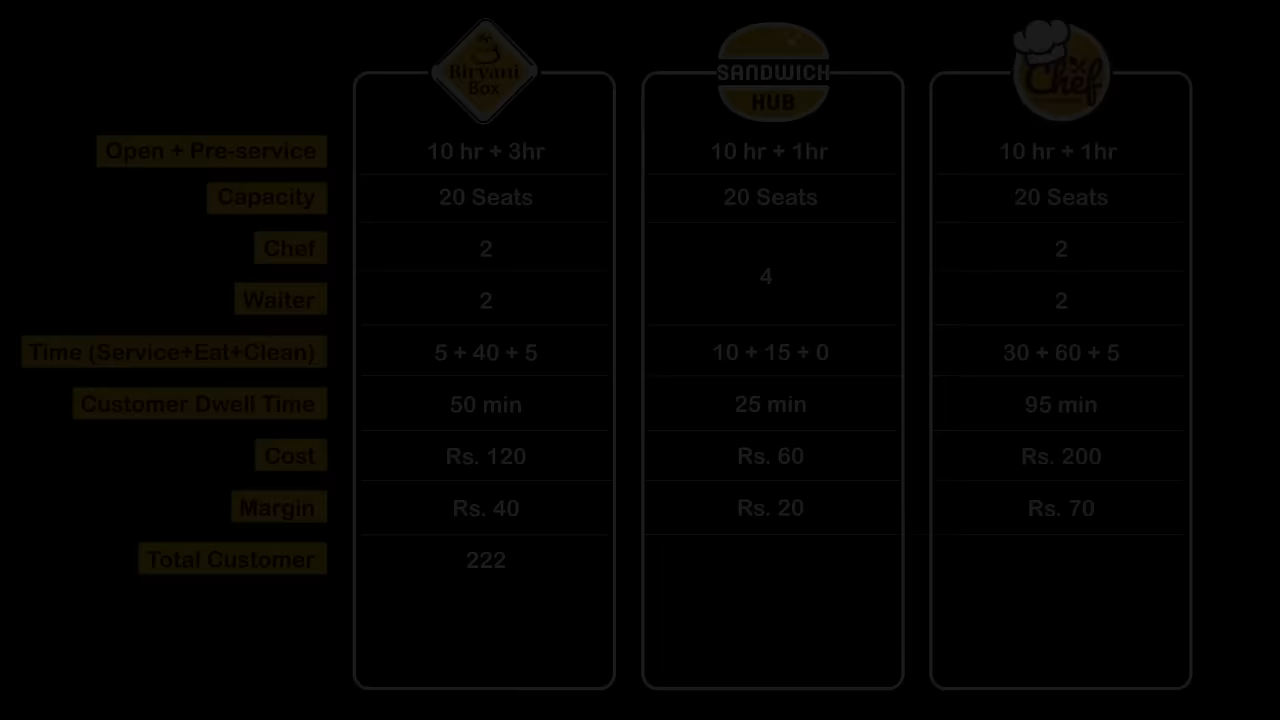 Biryani
Box
SANDWICH
HUB
Chef
Open + Pre-service 10 hr + 3hr 10 hr + 1hr 10 hr + 1hr
Capacity 20 Seats 20 Seats 20 Seats
Chef 2 2
4
Waiter 2 2
Time (Service+Eat+Clean) 5 + 40 + 5 10 + 15 + 0 30 + 60 + 5
Customer Dwell Time 50 min 25 min 95 min
Cost Rs. 120 Rs. 60 Rs. 200
Margin Rs. 40 Rs. 20 Rs. 70
Total Customer 222